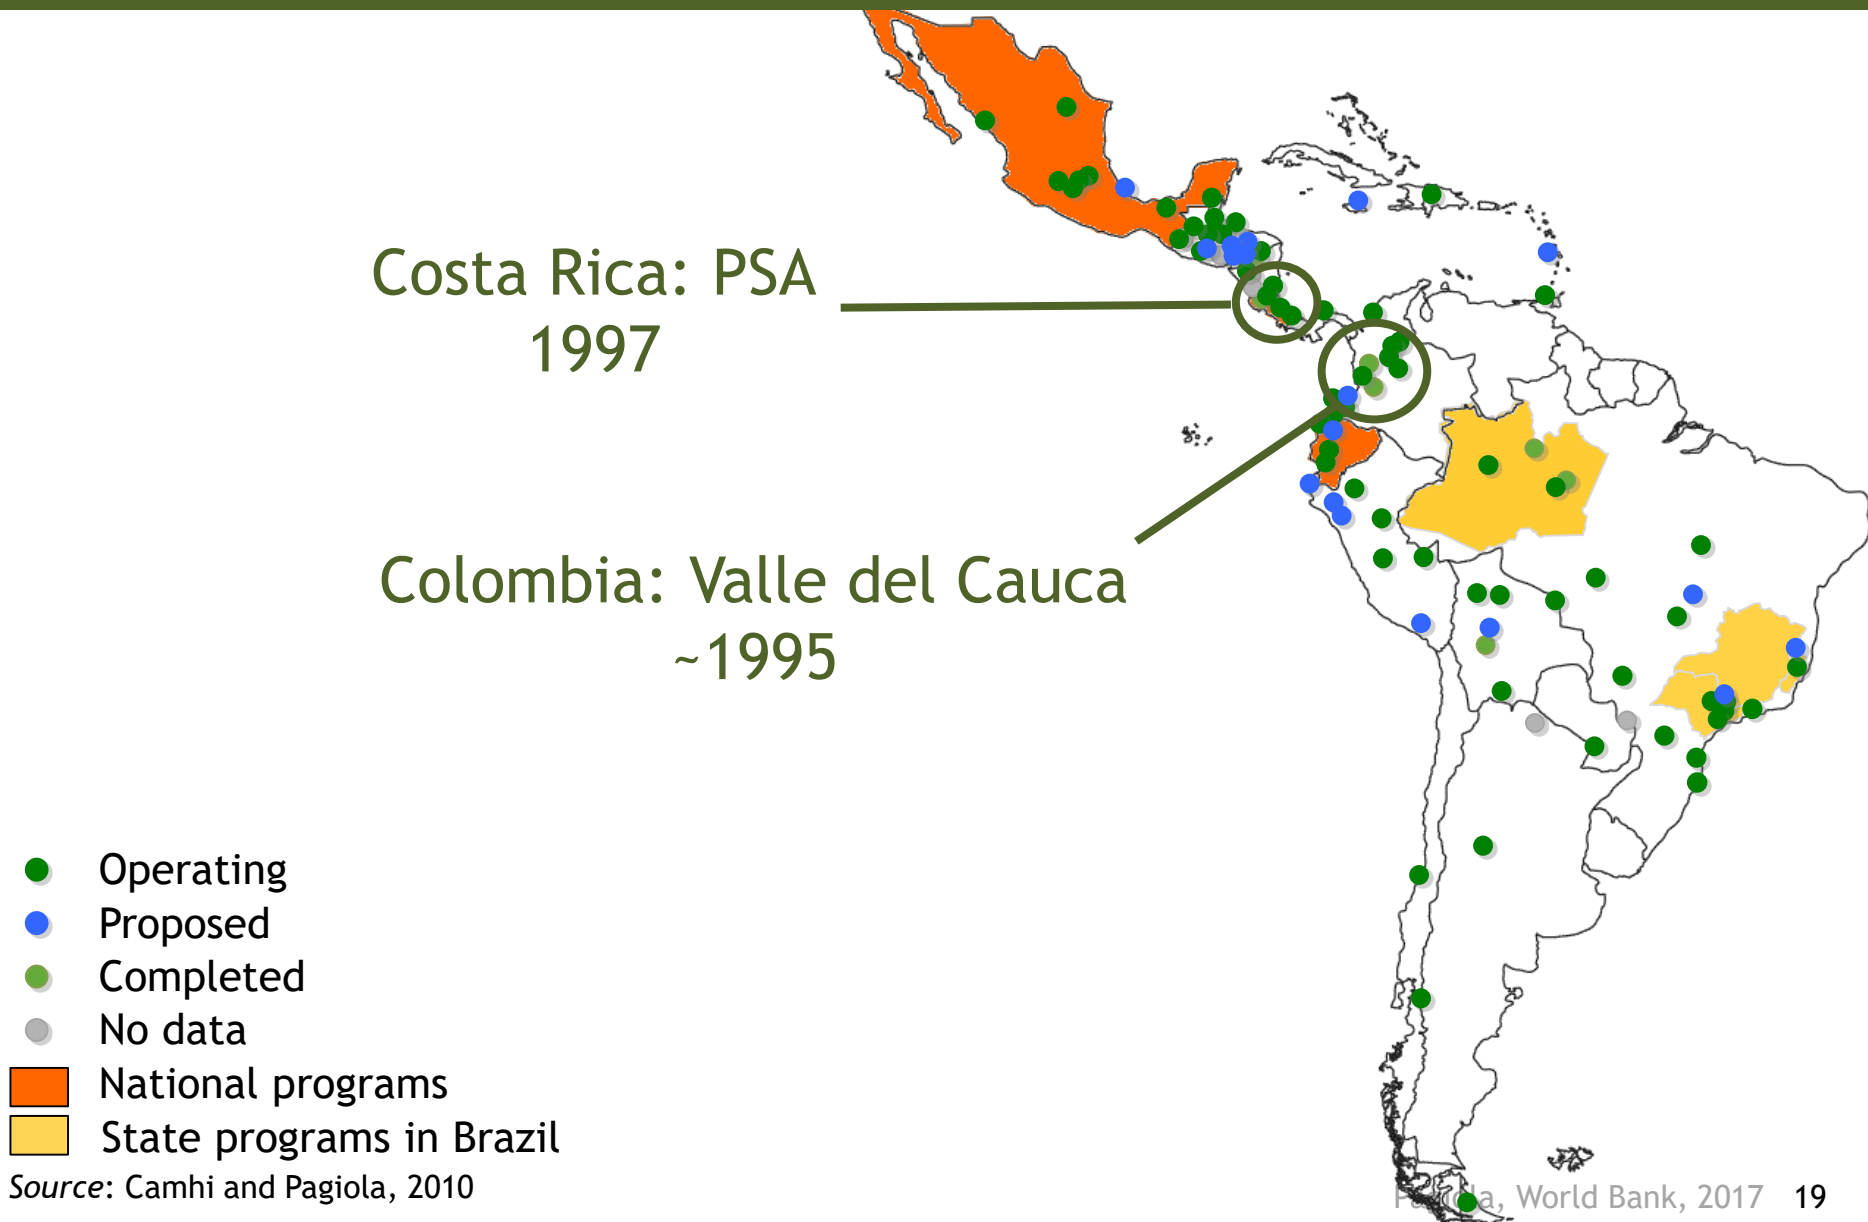 Costa Rica: PSA
1997
Colombia: Valle del Cauca
~1995
Operating
Proposed
Completed
No data
National programs
State programs in Brazil
Source: Camhi and Pagiola, 2010
Pagiola, World Bank, 2017 19